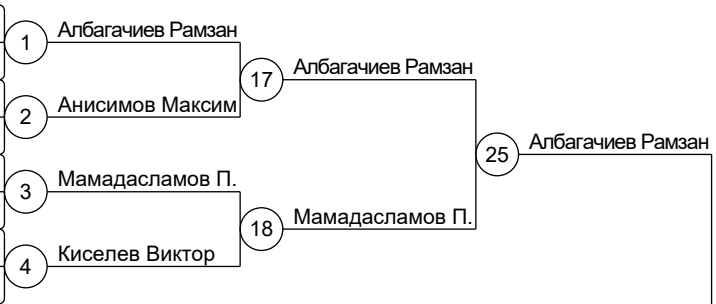 1 Албагачиев Рамзан
17 Албагачиев Рамзан
2 Анисимов Максим
25 Албагачиев Рамзан
3 Мамадасламов П.
18 Мамадасламов П.
4 Киселев Виктор